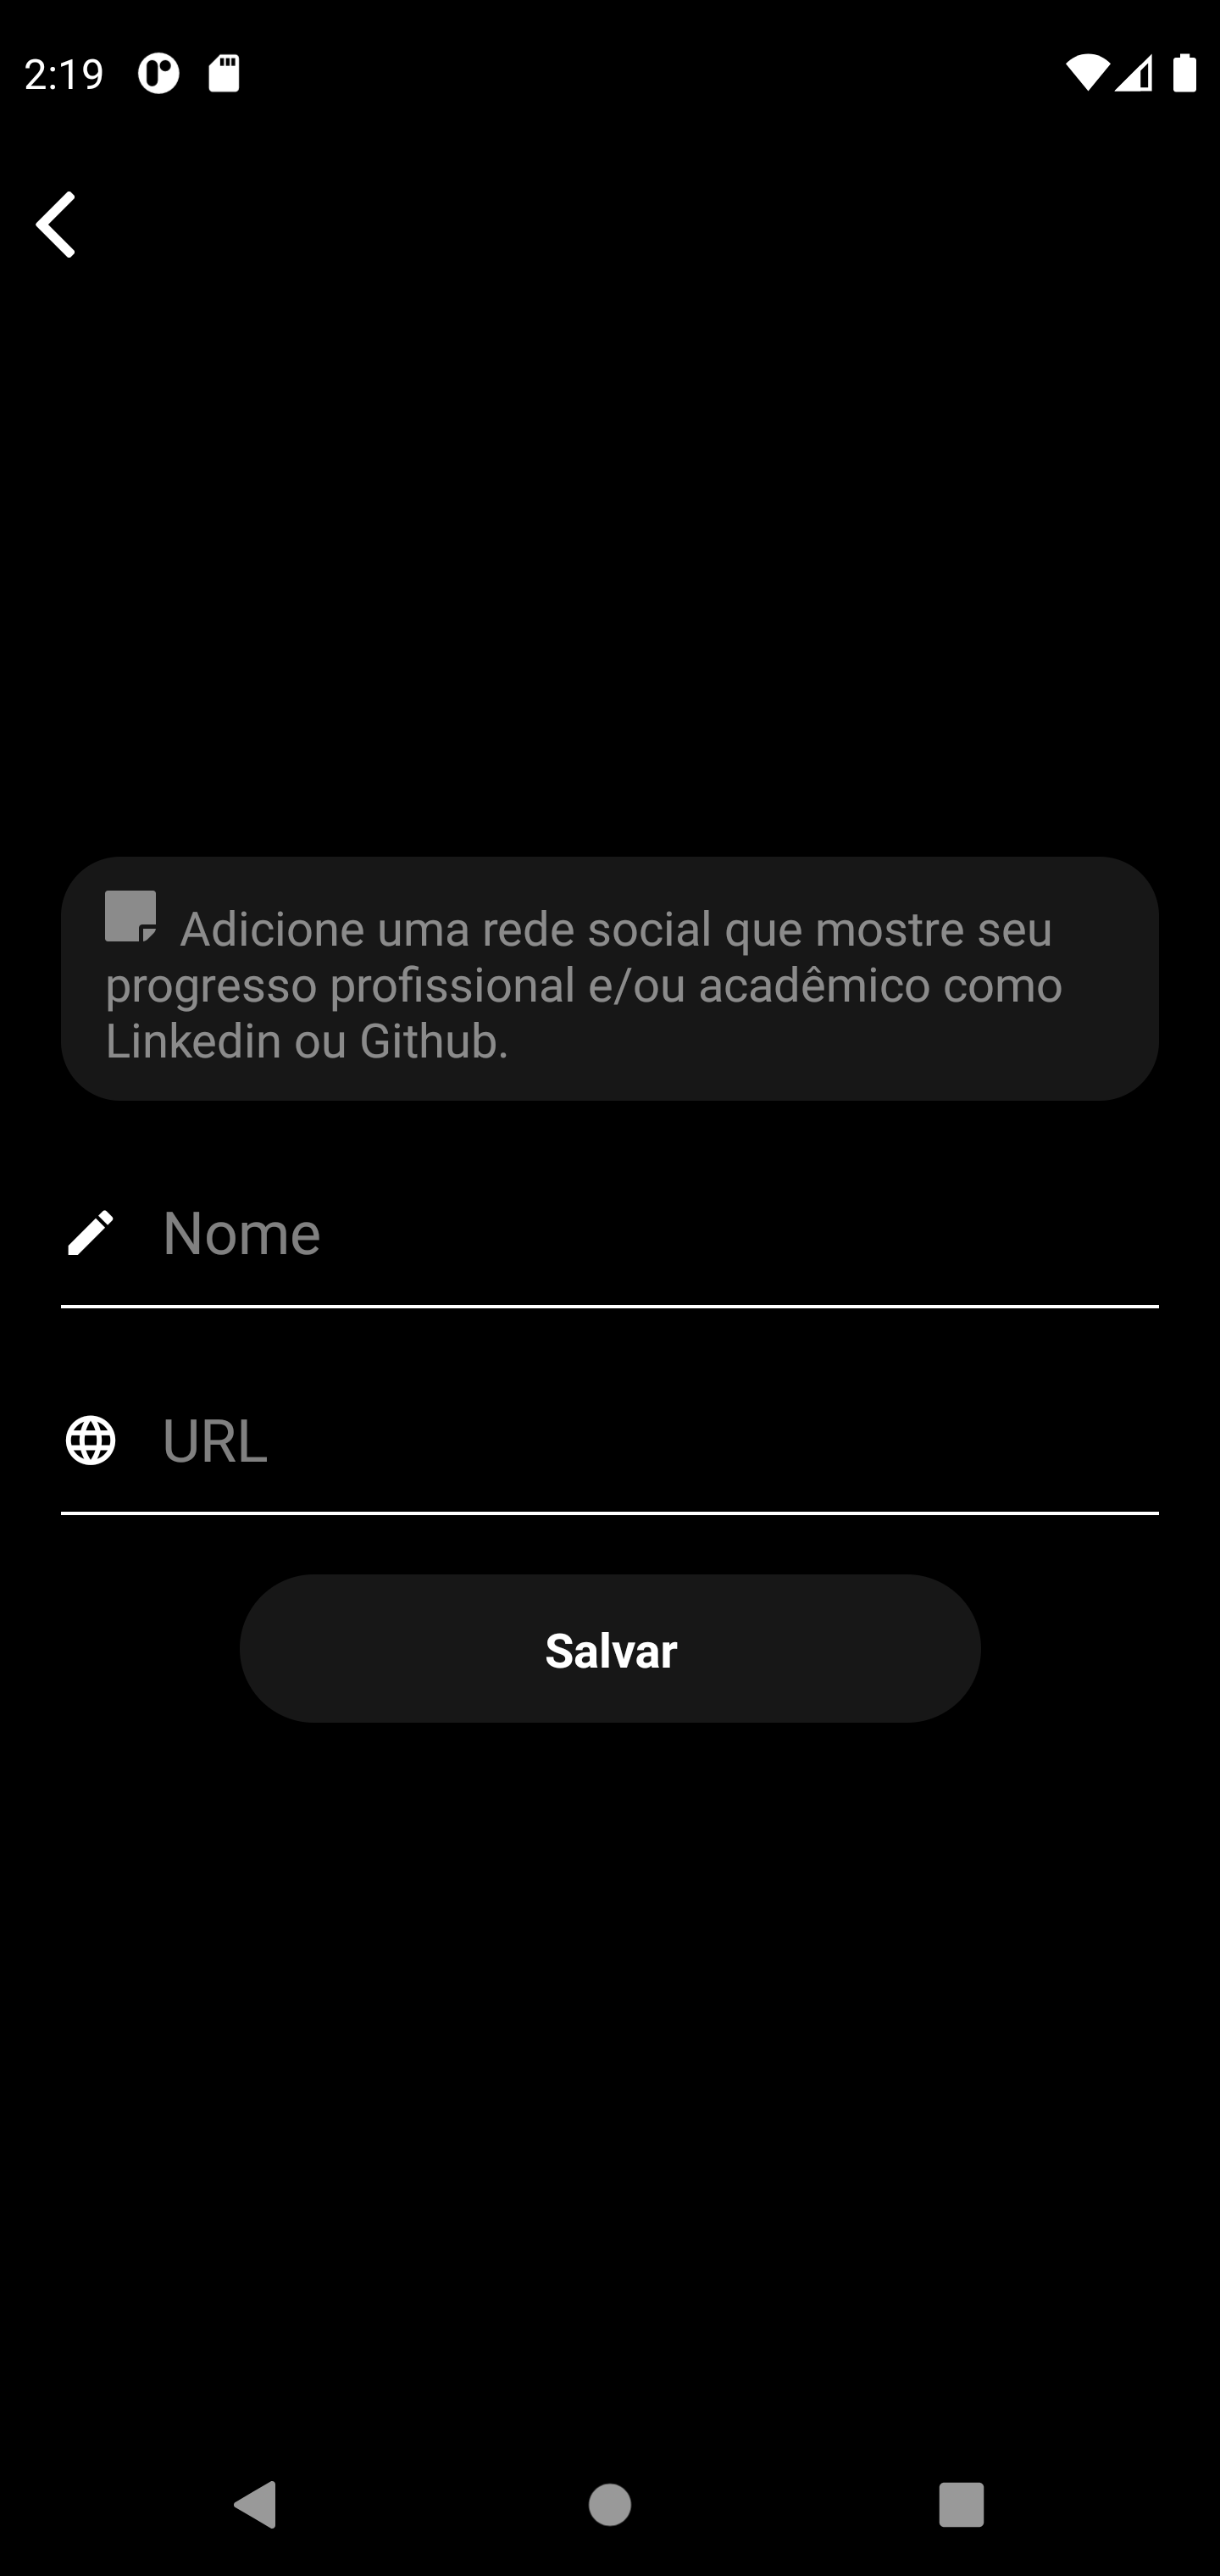 2:19
Adicione uma rede social que mostre seu
progresso profissional e/ou acadêmico como
Linkedin ou Github.
Nome
URL
Salvar